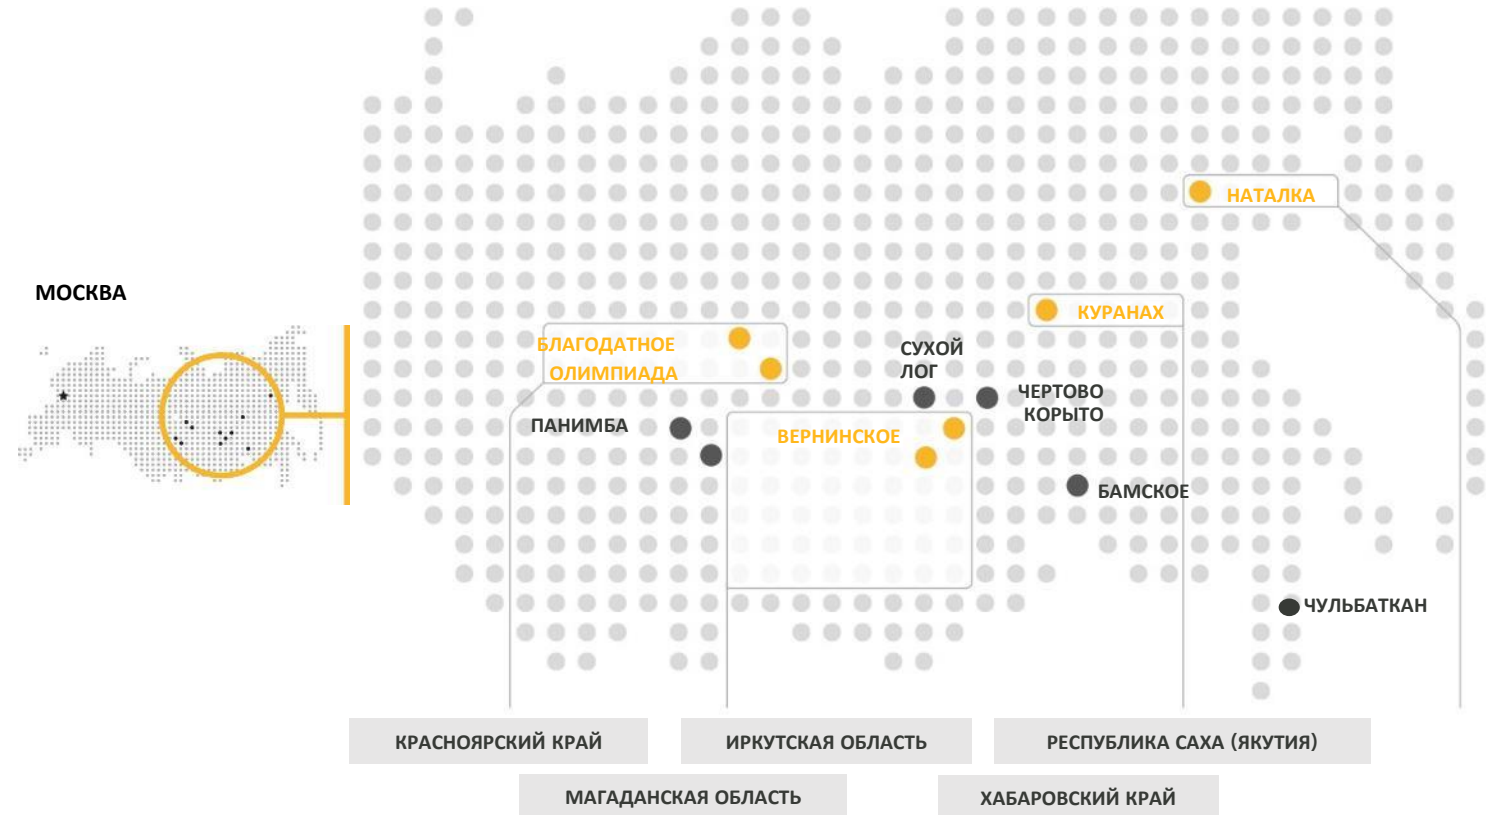 НАТАЛКА
МОСКВА
КУРАНАХ
БЛАГОДАТНОЕ
ОЛИМПИАДА
СУХОЙ
ЛОГ
ЧЕРТОВО
КОРЫТО
ПАНИМБА
ВЕРНИНСКОЕ
БАМСКОЕ
ЧУЛЬБАТКАН
КРАСНОЯРСКИЙ КРАЙ
ИРКУТСКАЯ ОБЛАСТЬ
РЕСПУБЛИКА САХА (ЯКУТИЯ)
МАГАДАНСКАЯ ОБЛАСТЬ
ХАБАРОВСКИЙ КРАЙ